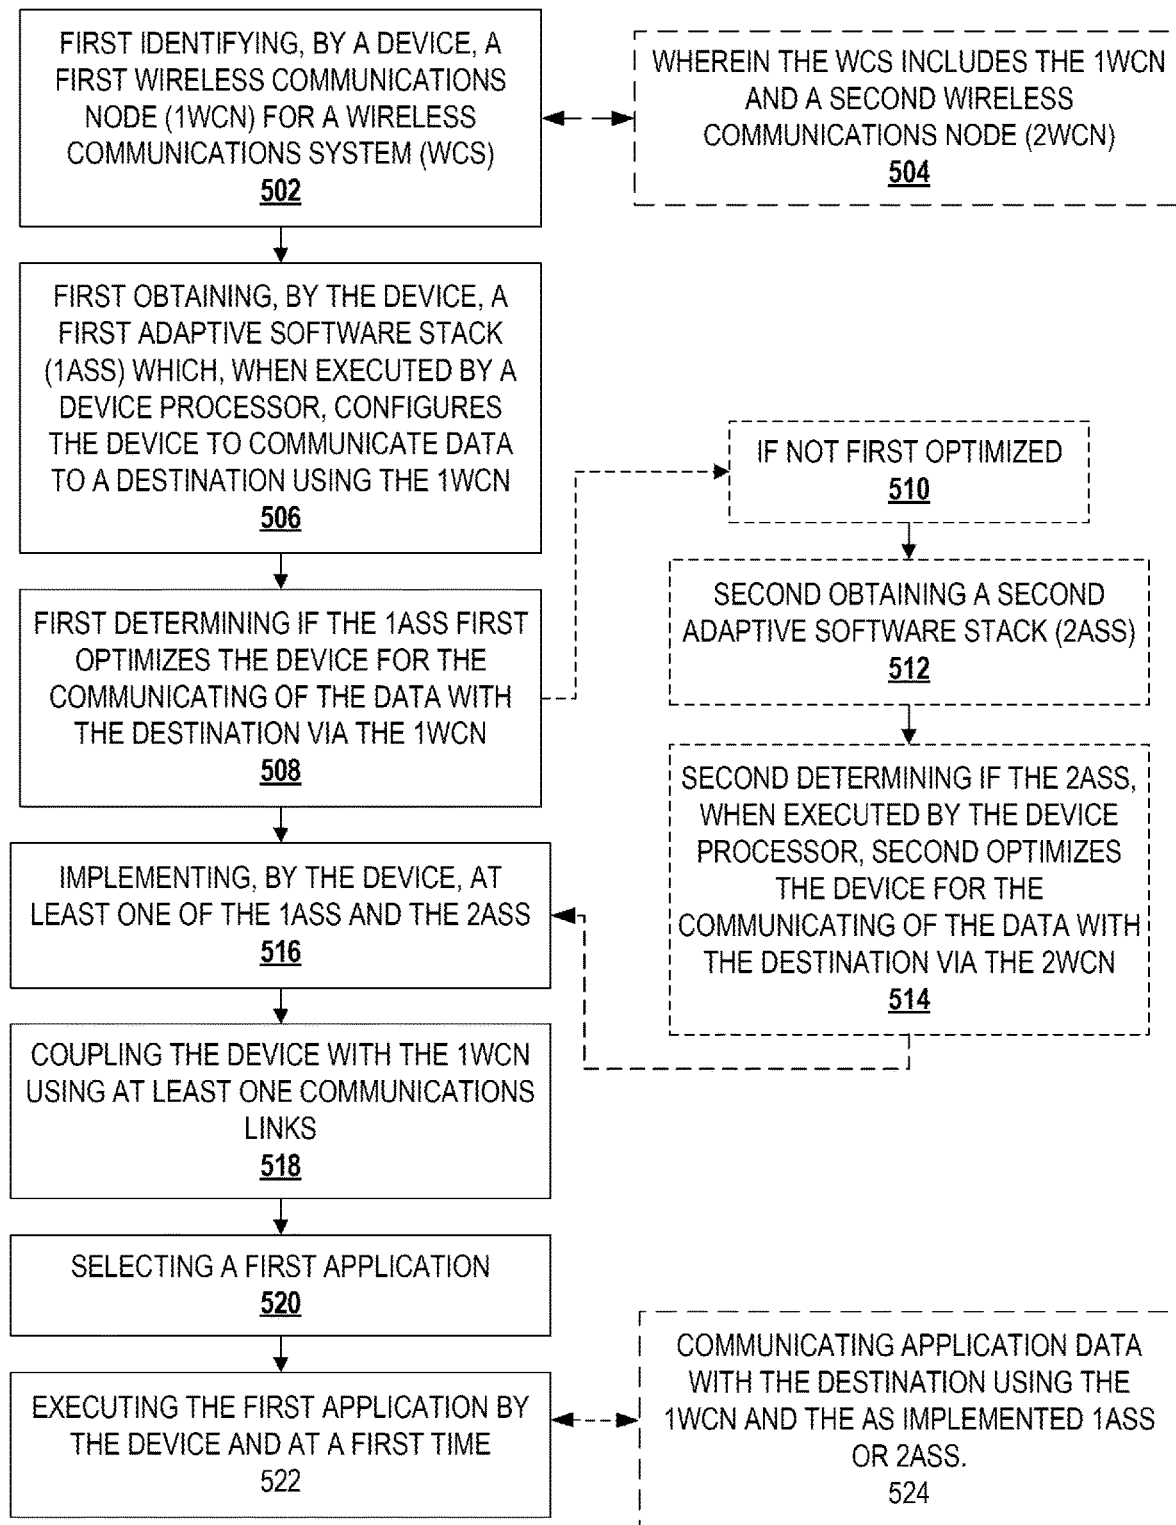 FIRST IDENTIFYING, BY A DEVICE, A
FIRST WIRELESS COMMUNICATIONS
NODE (1WCN) FOR A WIRELESS
COMMUNICATIONS SYSTEM (WCS)
502
WHEREIN THE WCS INCLUDES THE 1WCN
AND A SECOND WIRELESS
COMMUNICATIONS NODE (2WCN)
504
FIRST OBTAINING, BY THE DEVICE, A
FIRST ADAPTIVE SOFTWARE STACK
(1ASS) WHICH, WHEN EXECUTED BY A
DEVICE PROCESSOR, CONFIGURES
THE DEVICE TO COMMUNICATE DATA
TO A DESTINATION USING THE 1WCN
506
FIRST DETERMINING IF THE 1ASS FIRST
OPTIMIZES THE DEVICE FOR THE
COMMUNICATING OF THE DATA WITH
THE DESTINATION VIA THE 1WCN
508
IF NOT FIRST OPTIMIZED
510
SECOND OBTAINING A SECOND
ADAPTIVE SOFTWARE STACK (2ASS)
512
SECOND DETERMINING IF THE 2ASS,
WHEN EXECUTED BY THE DEVICE
PROCESSOR, SECOND OPTIMIZES
THE DEVICE FOR THE
COMMUNICATING OF THE DATA WITH
THE DESTINATION VIA THE 2WCN
514
IMPLEMENTING, BY THE DEVICE, AT
LEAST ONE OF THE 1ASS AND THE 2ASS
516
COUPLING THE DEVICE WITH THE 1WCN
USING AT LEAST ONE COMMUNICATIONS
LINKS
518
SELECTING A FIRST APPLICATION
520
EXECUTING THE FIRST APPLICATION BY
THE DEVICE AND AT A FIRST TIME
522
COMMUNICATING APPLICATION DATA
WITH THE DESTINATION USING THE
1WCN AND THE AS IMPLEMENTED 1ASS
OR 2ASS.
524